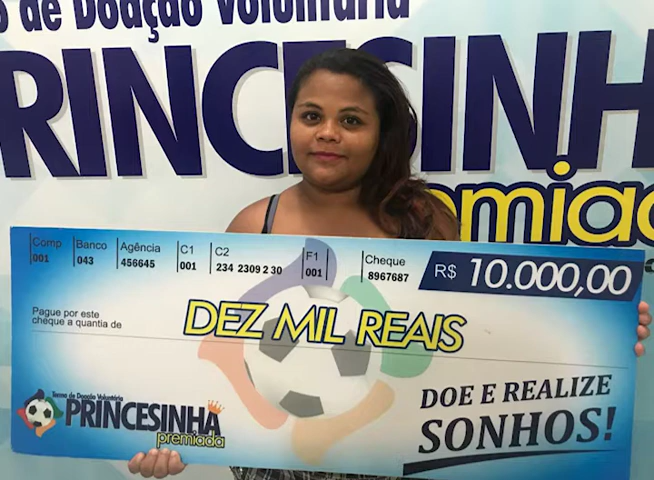 de Doação Voluntária
PRINCESINH
premiada
Comp Banco Agência C1 C2 F1 Cheque
001 043 456645 001 234 2309 2 30 001 8967687
R$ 10.000,00
Pague por este
cheque a quantia de
DEZ MIL REAIS
Termo de Doação Voluntária
PRINCESINHA
premiada
DOE E REALIZE
SONHOS!